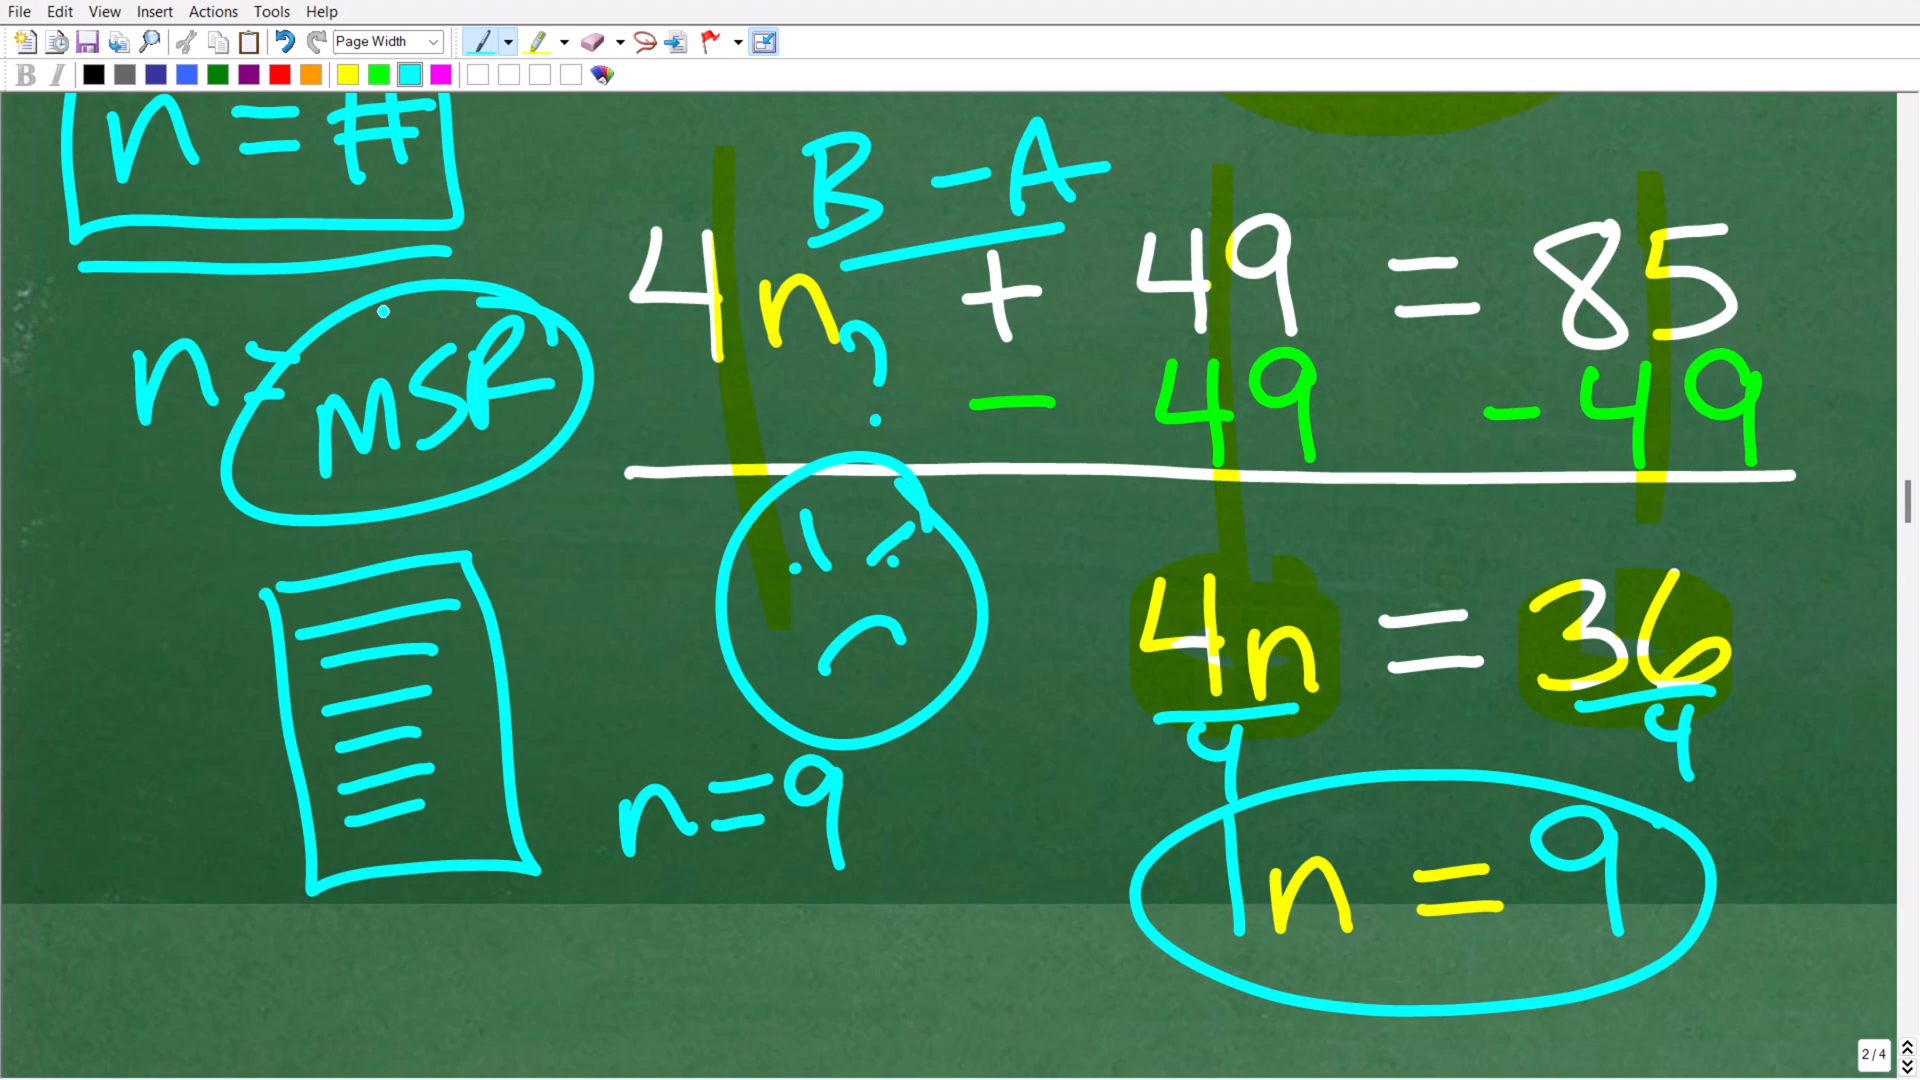 File Edit View Insert Actions Tools Help
Page Width
B I
n = #
B - A
4n + 49 = 85
?
- 49 - 49
n = MSR
4n = 36
4 4
n = 9
1n = 9
2 / 4